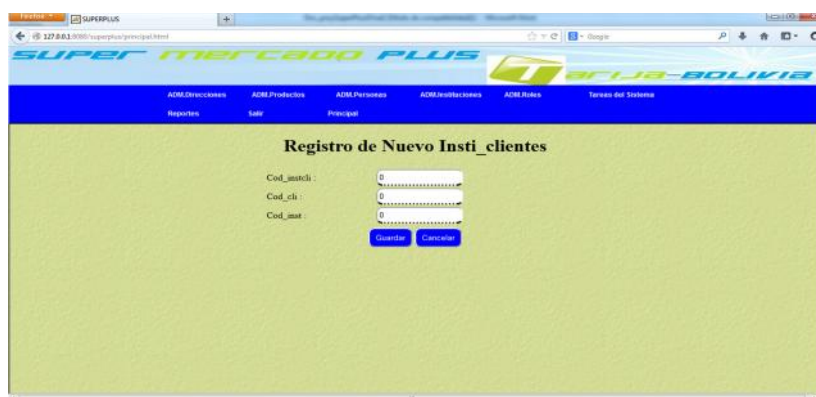 Firefox
SUPERPLUS
127.0.0.1:8080/superplus/principal.html
Google
SUPER mercado PLUS
Tarija-BOLIVIA
ADM.Direcciones ADM.Productos ADM.Personas ADM.Instituciones ADM.Roles Tareas del Sistema
Reportes Salir Principal
Registro de Nuevo Insti_clientes
Cod_instcli : 0
Cod_cli : 0
Cod_inst : 0
Guardar Cancelar